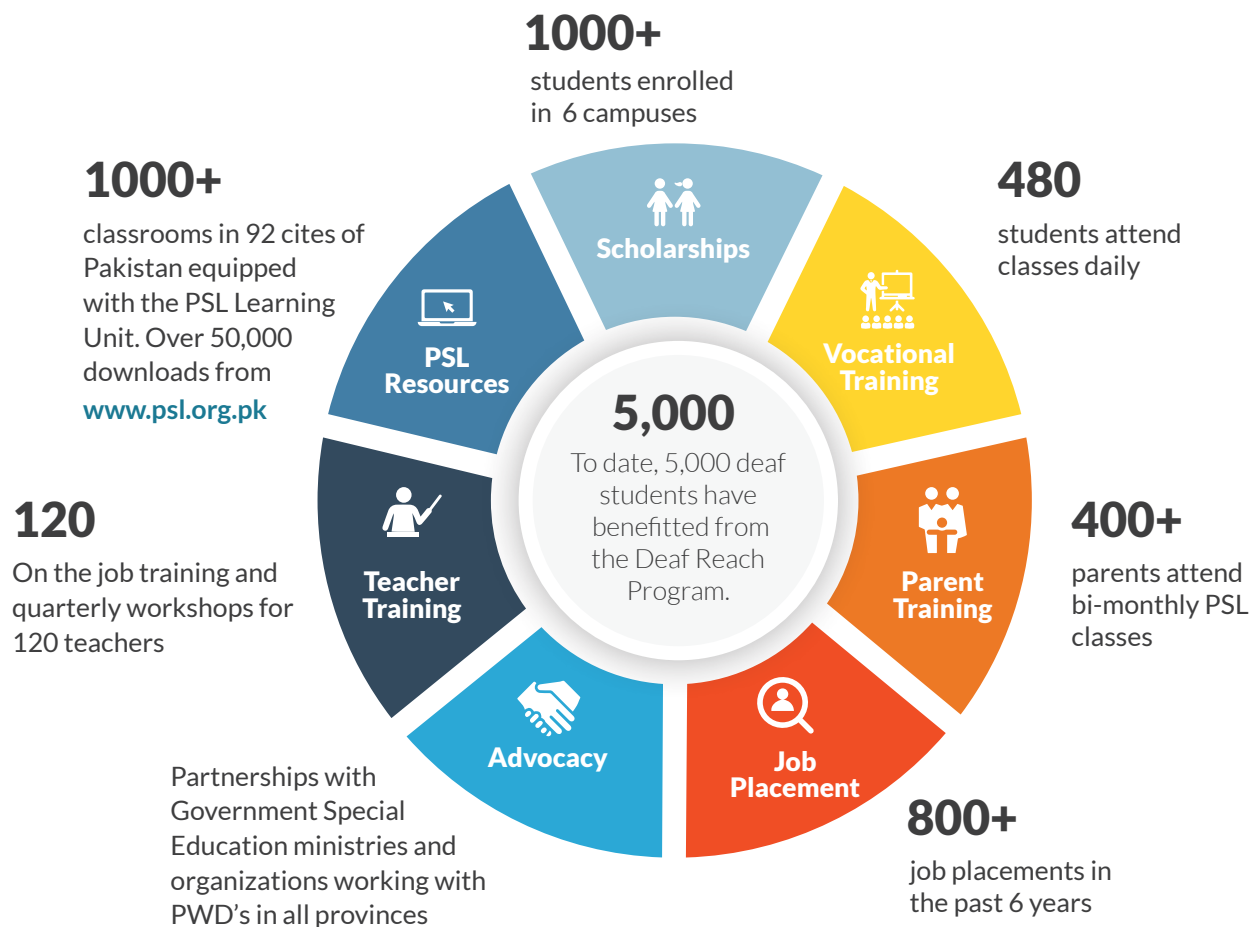 1000+
students enrolled
in 6 campuses
1000+
classrooms in 92 cites of
Pakistan equipped
with the PSL Learning
Unit. Over 50,000
downloads from
www.psl.org.pk
480
students attend
classes daily
Scholarships
PSL
Resources
Vocational
Training
5,000
To date, 5,000 deaf
students have
benefitted from
the Deaf Reach
Program.
120
On the job training and
quarterly workshops for
120 teachers
Teacher
Training
Parent
Training
400+
parents attend
bi-monthly PSL
classes
Advocacy
Job
Placement
Partnerships with
Government Special
Education ministries and
organizations working with
PWD's in all provinces
800+
job placements in
the past 6 years